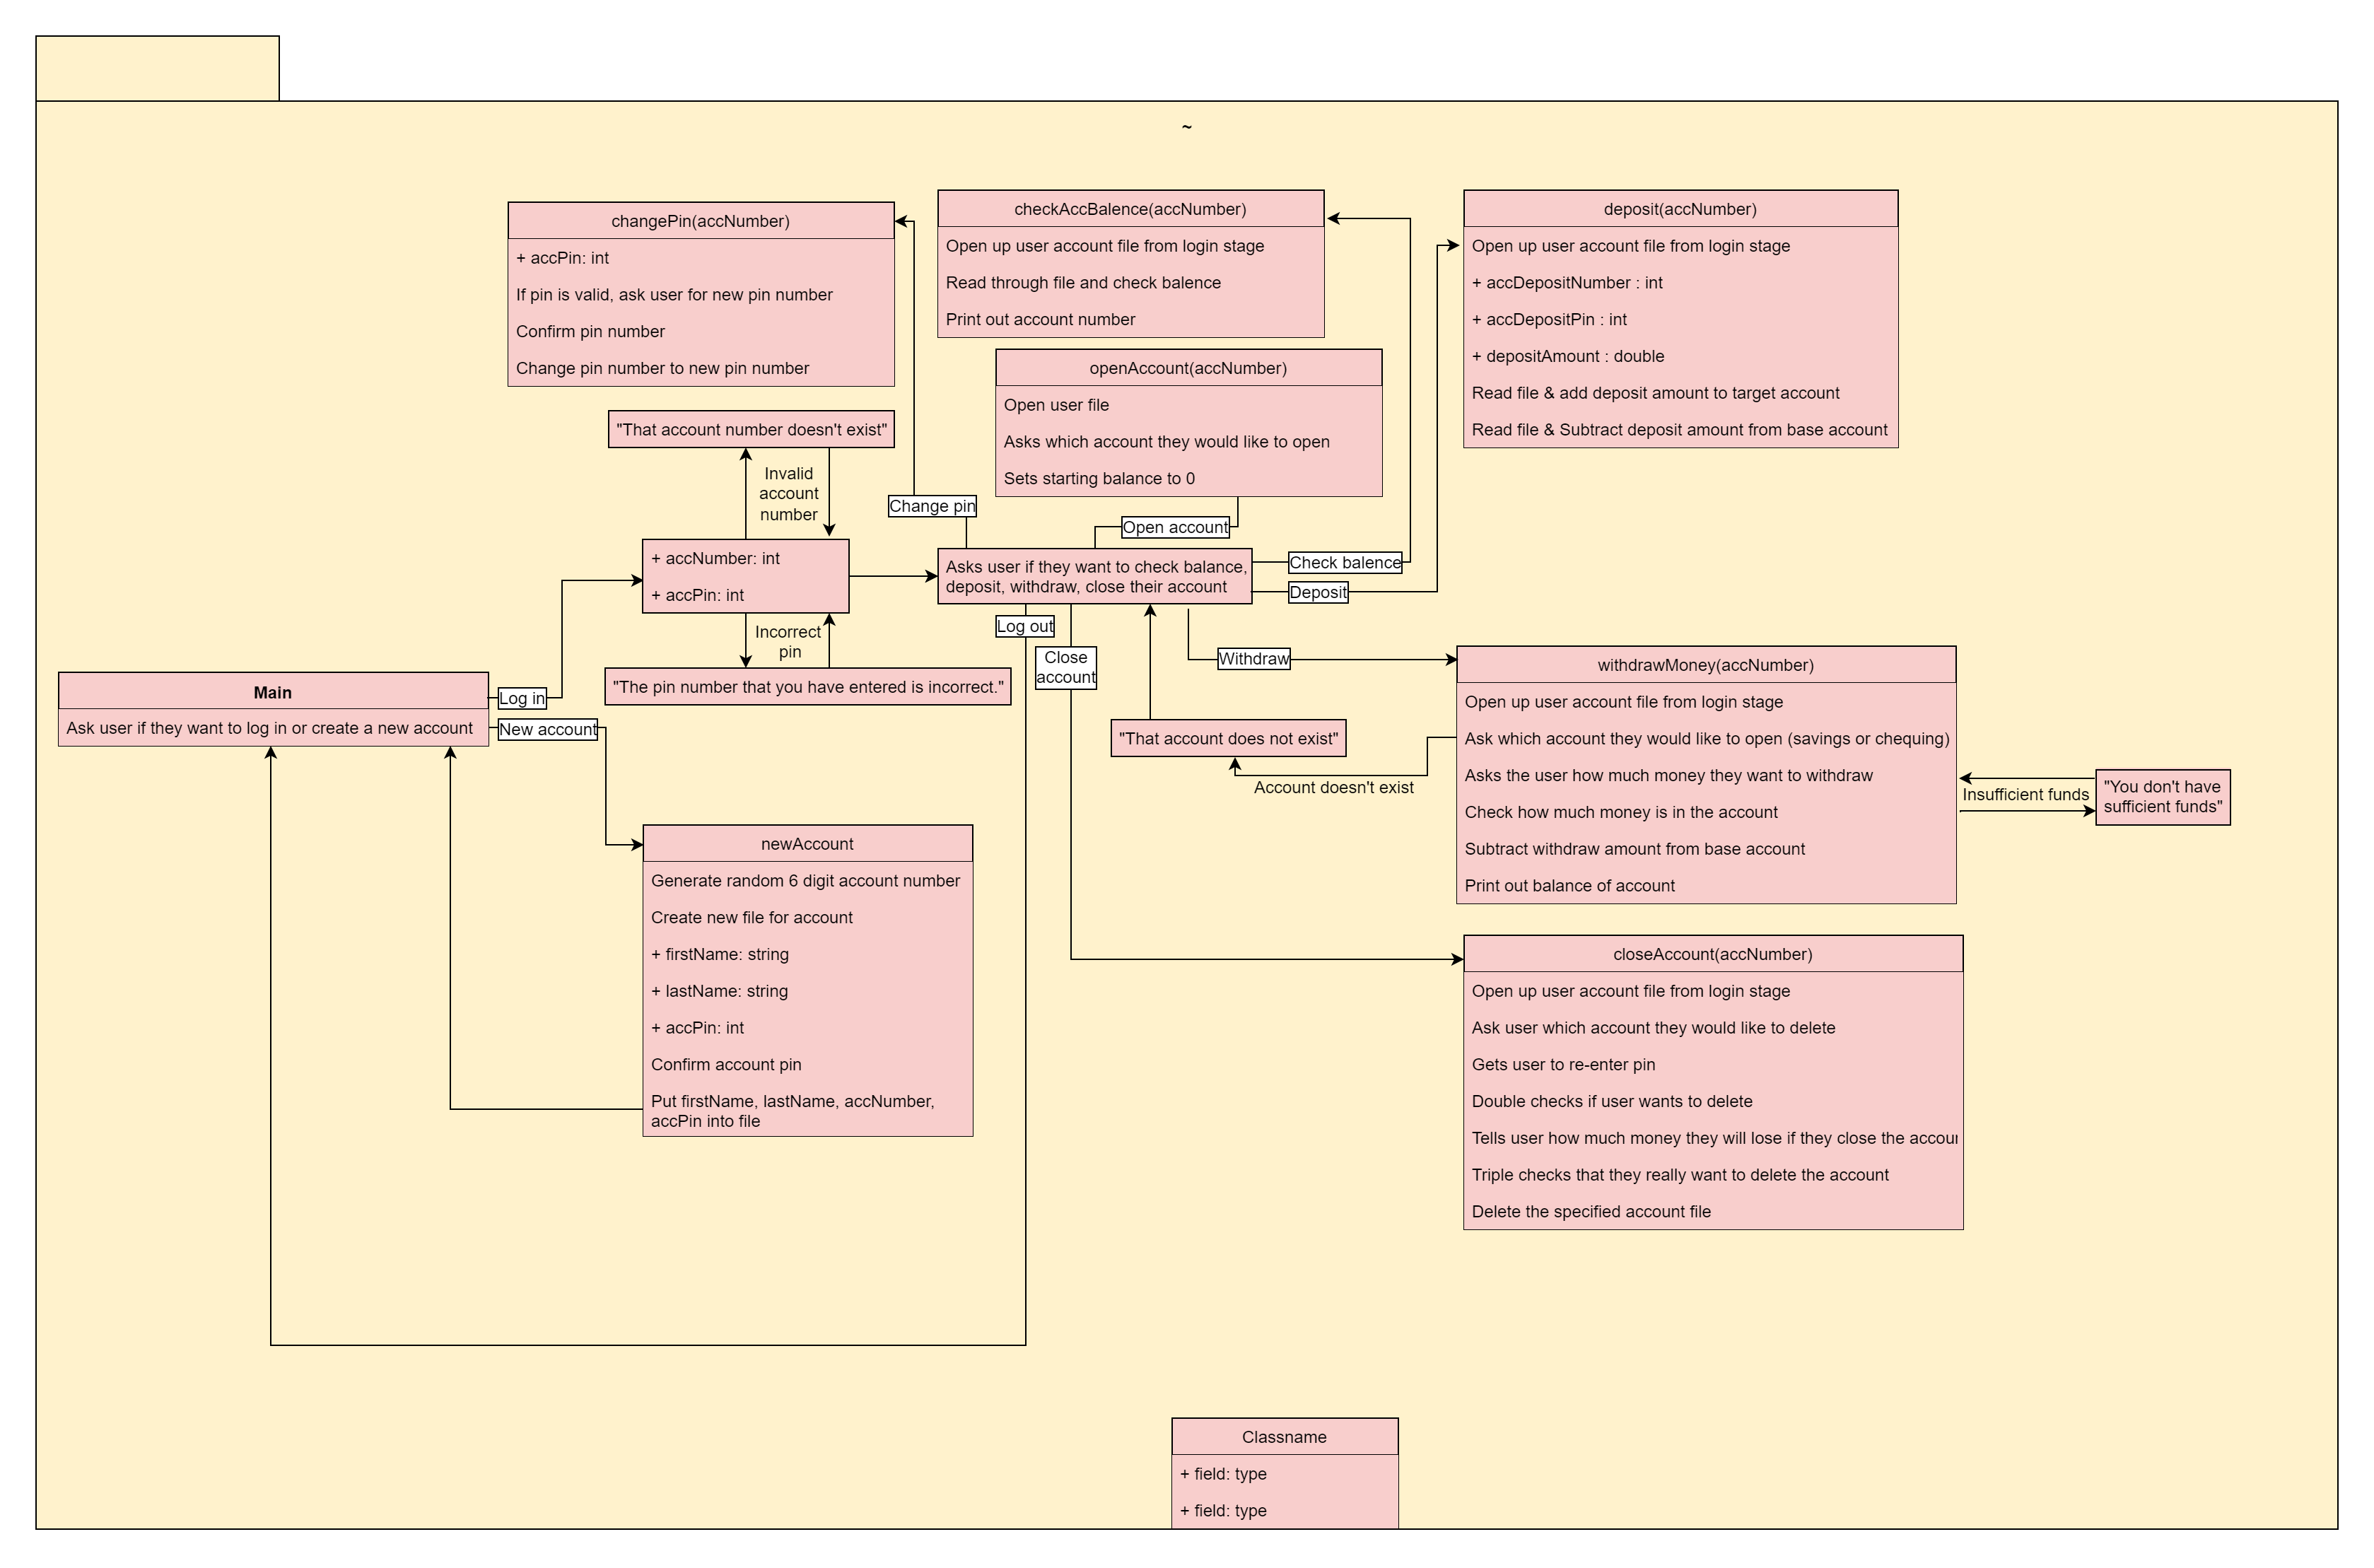 ~
changePin(accNumber)
+ accPin: int
If pin is valid, ask user for new pin number
Confirm pin number
Change pin number to new pin number
checkAccBalence(accNumber)
Open up user account file from login stage
Read through file and check balence
Print out account number
deposit(accNumber)
Open up user account file from login stage
+ accDepositNumber : int
+ accDepositPin : int
+ depositAmount : double
Read file & add deposit amount to target account
Read file & Subtract deposit amount from base account
openAccount(accNumber)
Open user file
Asks which account they would like to open
Sets starting balance to 0
"That account number doesn't exist"
Invalid
account
number
Change pin
Open account
+ accNumber: int
+ accPin: int
Asks user if they want to check balance,
deposit, withdraw, close their account
Check balence
Deposit
Incorrect
pin
Log out
Close
account
Withdraw
"The pin number that you have entered is incorrect."
Main
Ask user if they want to log in or create a new account
Log in
New account
"That account does not exist"
Account doesn't exist
withdrawMoney(accNumber)
Open up user account file from login stage
Ask which account they would like to open (savings or chequing)
Asks the user how much money they want to withdraw
Check how much money is in the account
Subtract withdraw amount from base account
Print out balance of account
Insufficient funds
"You don't have
sufficient funds"
newAccount
Generate random 6 digit account number
Create new file for account
+ firstName: string
+ lastName: string
+ accPin: int
Confirm account pin
Put firstName, lastName, accNumber,
accPin into file
closeAccount(accNumber)
Open up user account file from login stage
Ask user which account they would like to delete
Gets user to re-enter pin
Double checks if user wants to delete
Tells user how much money they will lose if they close the accour
Triple checks that they really want to delete the account
Delete the specified account file
Classname
+ field: type
+ field: type